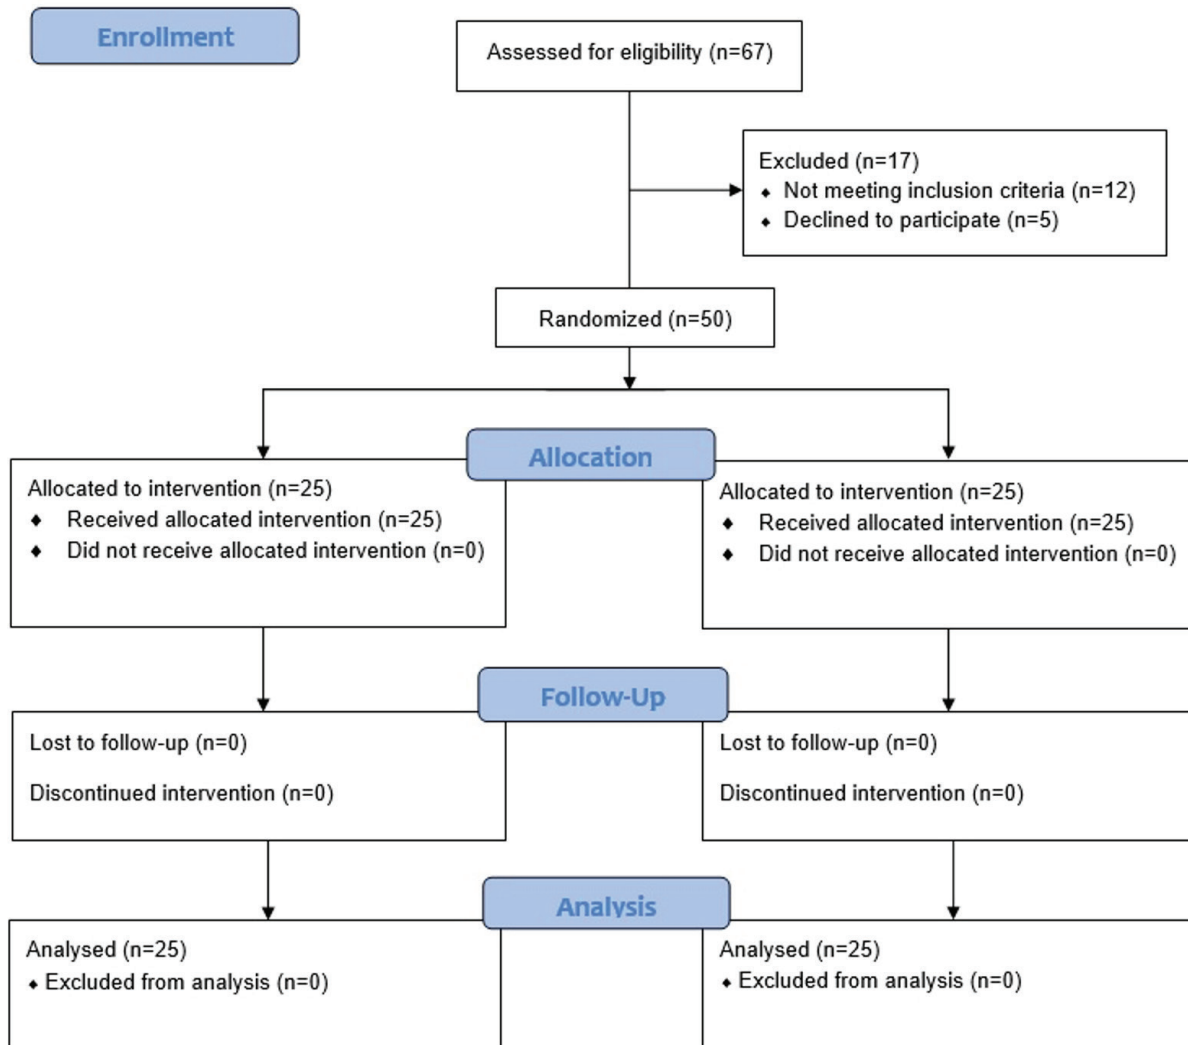 Enrollment
Assessed for eligibility (n=67)
Excluded (n=17)
⬥ Not meeting inclusion criteria (n=12)
⬥ Declined to participate (n=5)
Randomized (n=50)
Allocation
Allocated to intervention (n=25)
♦ Received allocated intervention (n=25)
♦ Did not receive allocated intervention (n=0)
Allocated to intervention (n=25)
♦ Received allocated intervention (n=25)
♦ Did not receive allocated intervention (n=0)
Follow-Up
Lost to follow-up (n=0)
Discontinued intervention (n=0)
Lost to follow-up (n=0)
Discontinued intervention (n=0)
Analysis
Analysed (n=25)
⬥ Excluded from analysis (n=0)
Analysed (n=25)
⬥ Excluded from analysis (n=0)